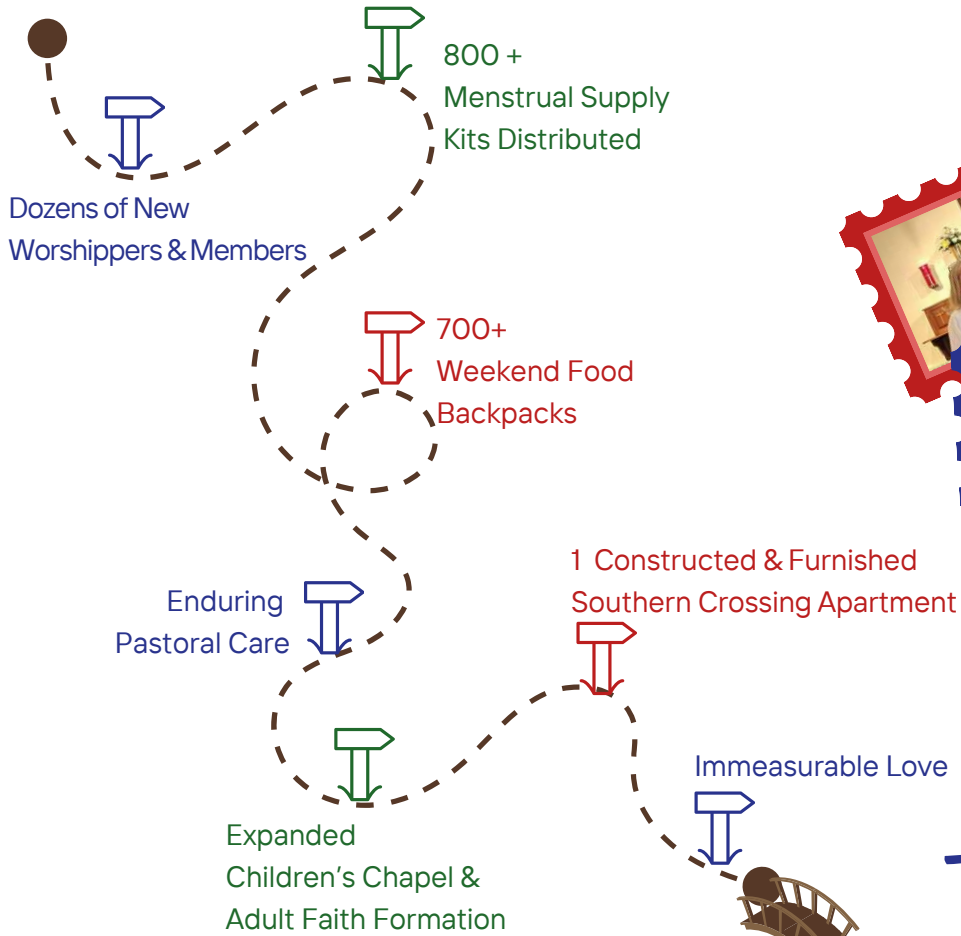 800 +
Menstrual Supply
Kits Distributed
Dozens of New
Worshippers & Members
700+
Weekend Food
Backpacks
1 Constructed & Furnished
Southern Crossing Apartment
Enduring
Pastoral Care
Immeasurable Love
Expanded
Children's Chapel &
Adult Faith Formation